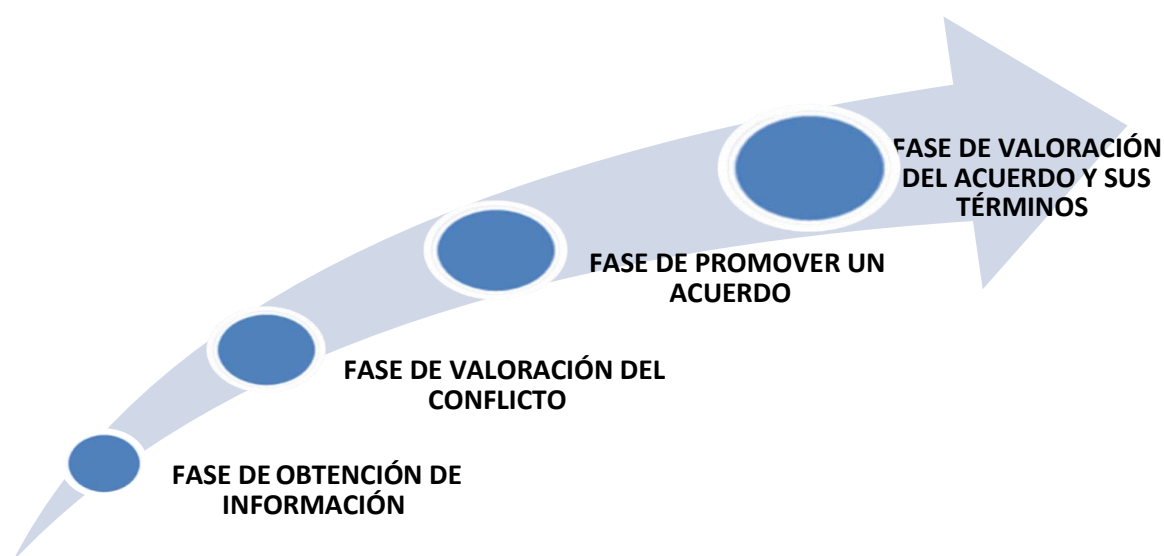 FASE DE VALORACIÓN
DEL ACUERDO Y SUS
TÉRMINOS
FASE DE PROMOVER UN
ACUERDO
FASE DE VALORACIÓN DEL
CONFLICTO
FASE DE OBTENCIÓN DE
INFORMACIÓN